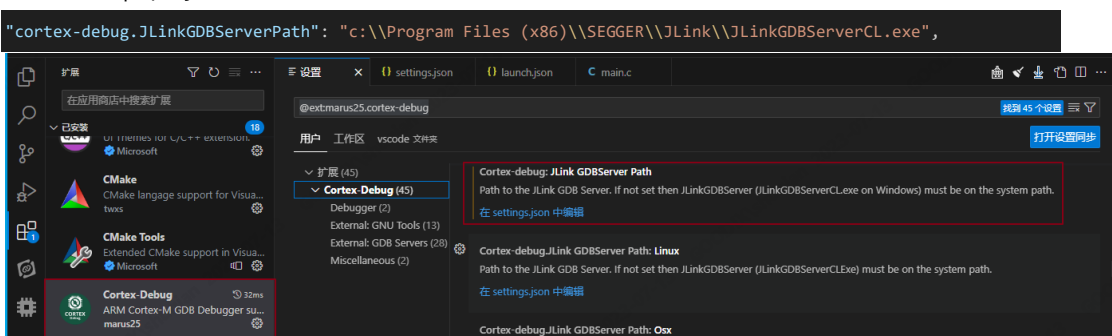 "cortex-debug.JLinkGDBServerPath": "c:\\Program Files (x86)\\SEGGER\\JLink\\JLinkGDBServerCL.exe",
扩展
在应用商店中搜索扩展
已安装
18
UI Themes for C/C++ extension.
Microsoft
CMake
CMake langage support for Visua...
twxs
CMake Tools
Extended CMake support in Visua...
Microsoft
Cortex-Debug
32ms
ARM Cortex-M GDB Debugger su...
marus25
1
设置
{} settings.json
{} launch.json
C main.c
@ext:marus25.cortex-debug
找到 45 个设置
用户
工作区
vscode 文件夹
打开设置同步
扩展 (45)
Cortex-Debug (45)
Debugger (2)
External: GNU Tools (13)
External: GDB Servers (28)
Miscellaneous (2)
Cortex-debug: JLink GDBServer Path
Path to the JLink GDB Server. If not set then JLinkGDBServer (JLinkGDBServerCL.exe on Windows) must be on the system path.
在 settings.json 中编辑
Cortex-debug.JLink GDBServer Path: Linux
Path to the JLink GDB Server. If not set then JLinkGDBServer (JLinkGDBServerCLExe) must be on the system path.
在 settings.json 中编辑
Cortex-debug.JLink GDBServer Path: Osx